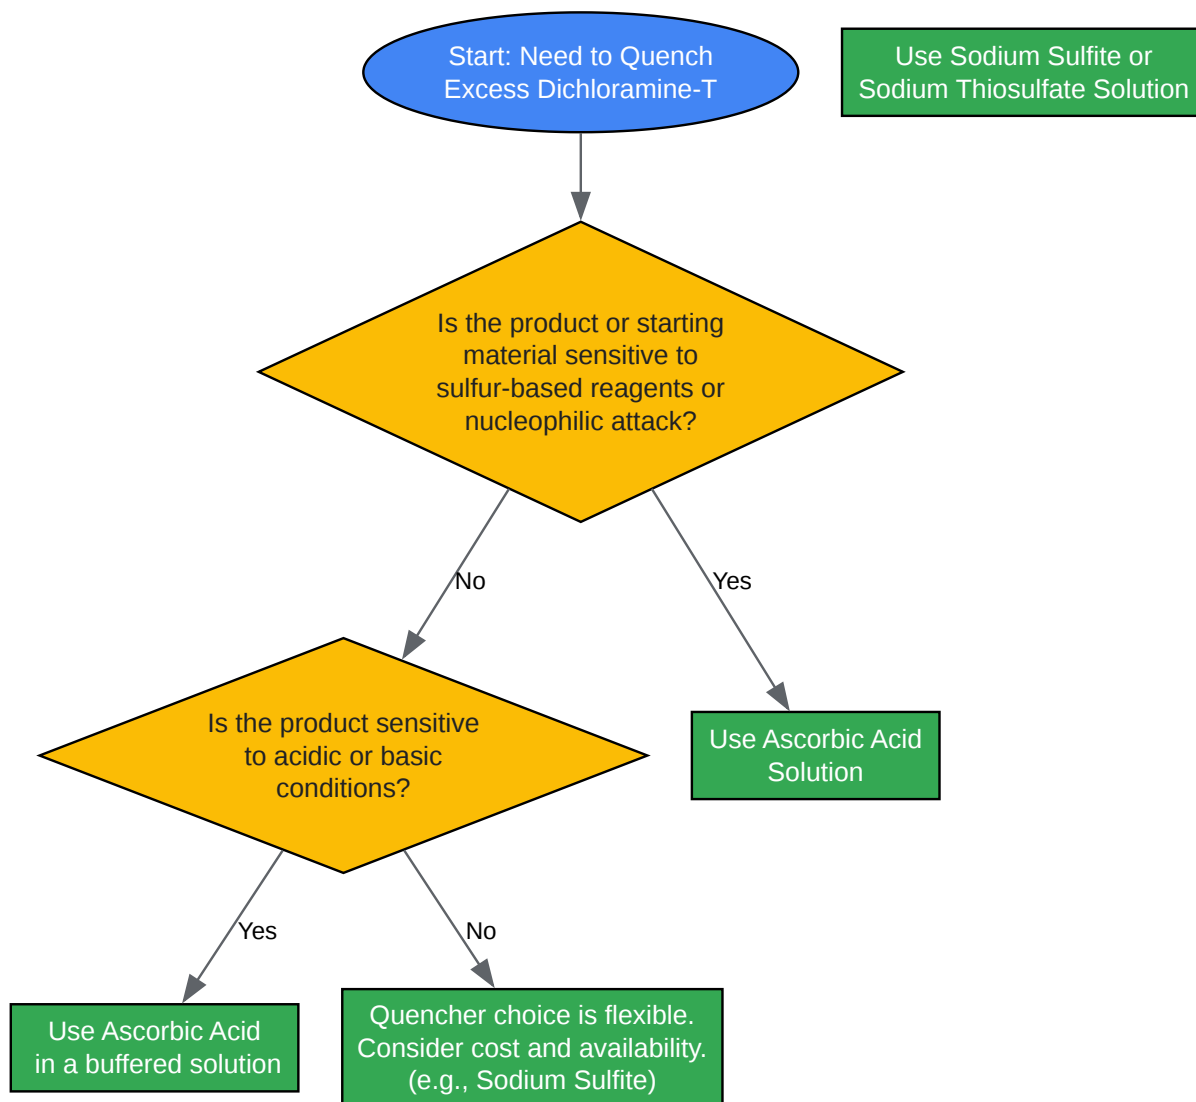 Start: Need to Quench
Excess Dichloramine-T
Use Sodium Sulfite or
Sodium Thiosulfate Solution
Is the product or starting
material sensitive to
sulfur-based reagents or
nucleophilic attack?
No
Yes
Is the product sensitive
to acidic or basic
conditions?
Use Ascorbic Acid
Solution
Yes
No
Use Ascorbic Acid
in a buffered solution
Quencher choice is flexible.
Consider cost and availability.
(e.g., Sodium Sulfite)